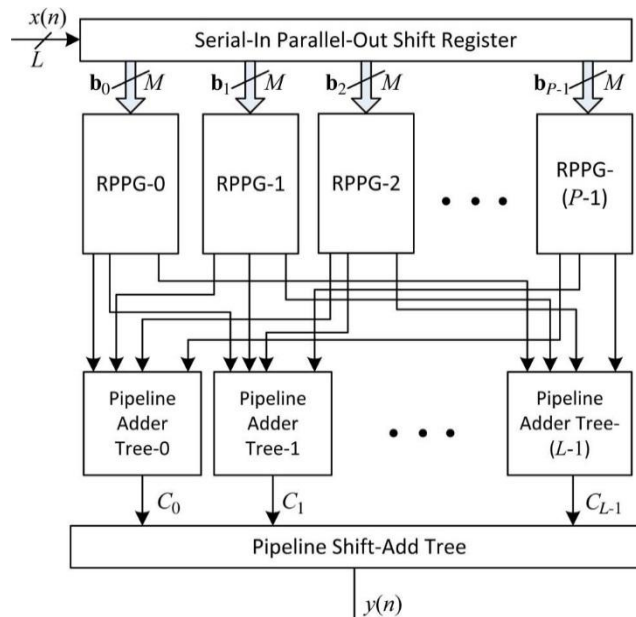 x(n)
L
Serial-In Parallel-Out Shift Register
b0 M b1 M b2 M bP-1 M
RPPG-0
RPPG-1
RPPG-2
RPPG-
(P-1)
Pipeline
Adder
Tree-0
Pipeline
Adder
Tree-1
Pipeline
Adder Tree-
(L-1)
C0 C1 CL-1
Pipeline Shift-Add Tree
y(n)